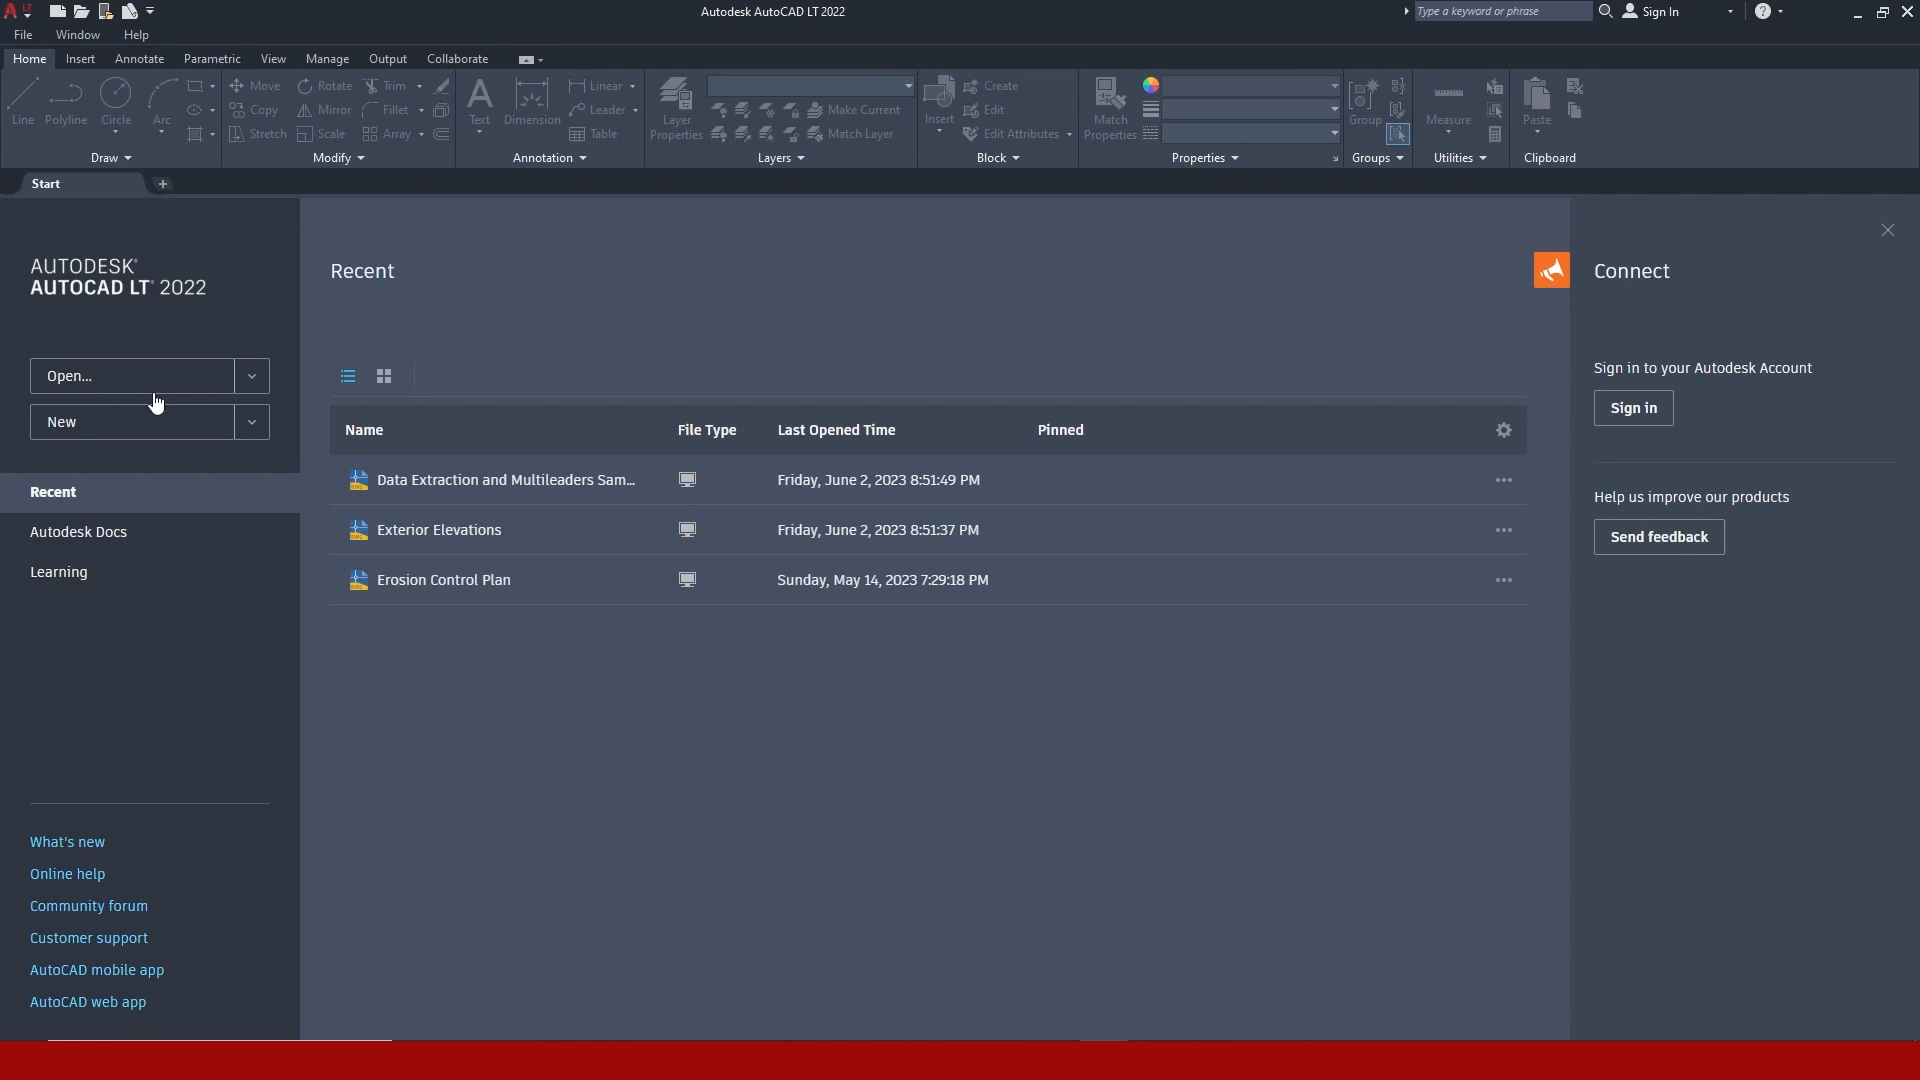 LT
Autodesk AutoCAD LT 2022
Type a keyword or phrase
Sign In
File Window Help
Home Insert Annotate Parametric View Manage Output Collaborate
Line Polyline Circle Arc
Draw
Move Rotate Trim
Copy Mirror Fillet
Stretch Scale Array
Modify
Text Dimension
Linear
Leader
Table
Annotation
Layer Properties
Make Current
Match Layer
Layers
Insert
Create
Edit
Edit Attributes
Block
Match Properties
Properties
Group
Groups
Measure
Utilities
Paste
Clipboard
Start
AUTODESK®
AUTOCAD LT® 2022
Open...
New
Recent
Autodesk Docs
Learning
What's new
Online help
Community forum
Customer support
AutoCAD mobile app
AutoCAD web app
Recent
Name File Type Last Opened Time Pinned
Data Extraction and Multileaders Sam... Friday, June 2, 2023 8:51:49 PM
Exterior Elevations Friday, June 2, 2023 8:51:37 PM
Erosion Control Plan Sunday, May 14, 2023 7:29:18 PM
Connect
Sign in to your Autodesk Account
Sign in
Help us improve our products
Send feedback